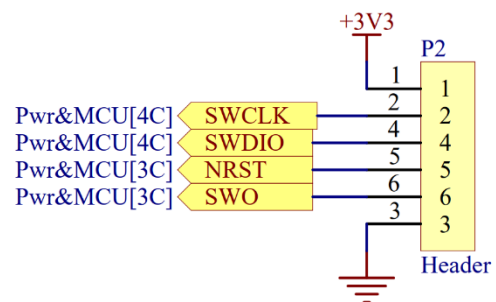 +3V3
P2
1 1
Pwr&MCU[4C] SWCLK 2 2
Pwr&MCU[4C] SWDIO 4 4
Pwr&MCU[3C] NRST 5 5
Pwr&MCU[3C] SWO 6 6
3 3
Header